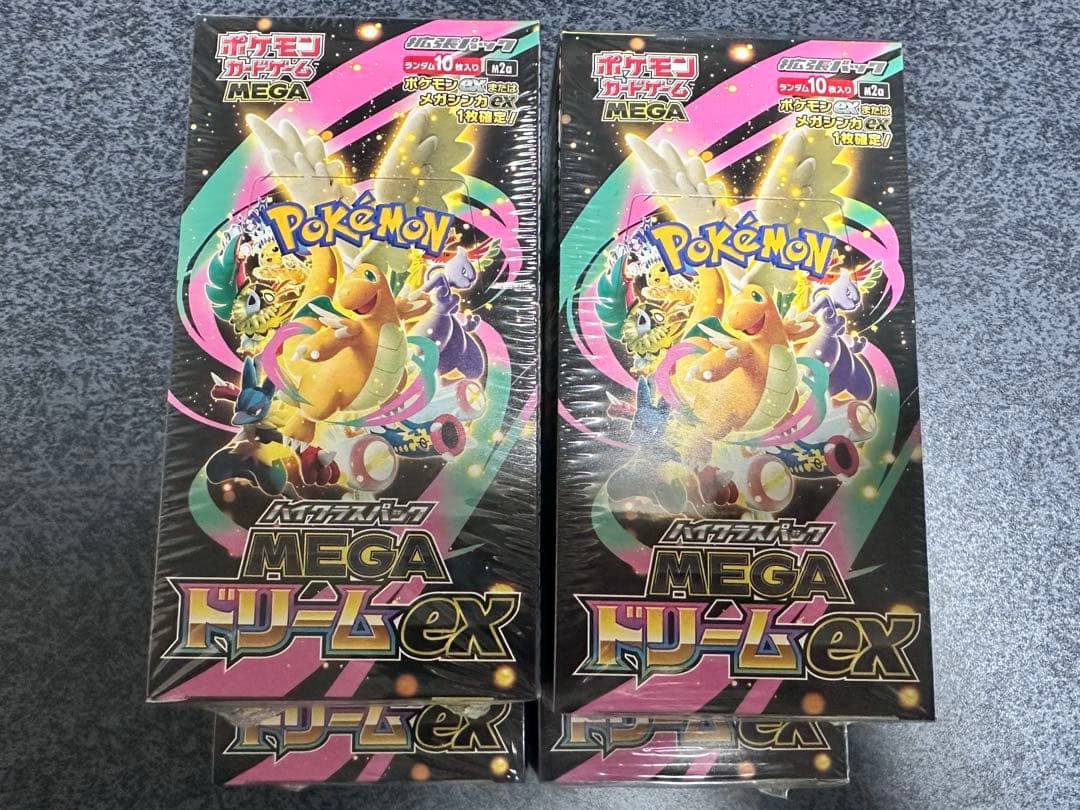 ポケモン
カードゲーム
MEGA
拡張パック
ランダム10枚入り M2a
ポケモンexまたは
メガシンカex
1枚確定!
Pokémon
ハイクラスパック
MEGA
ドリームex
ポケモン
カードゲーム
MEGA
拡張パック
ランダム10枚入り M2a
ポケモンexまたは
メガシンカex
1枚確定!
Pokémon
ハイクラスパック
MEGA
ドリームex
ドリームex
ドリームex